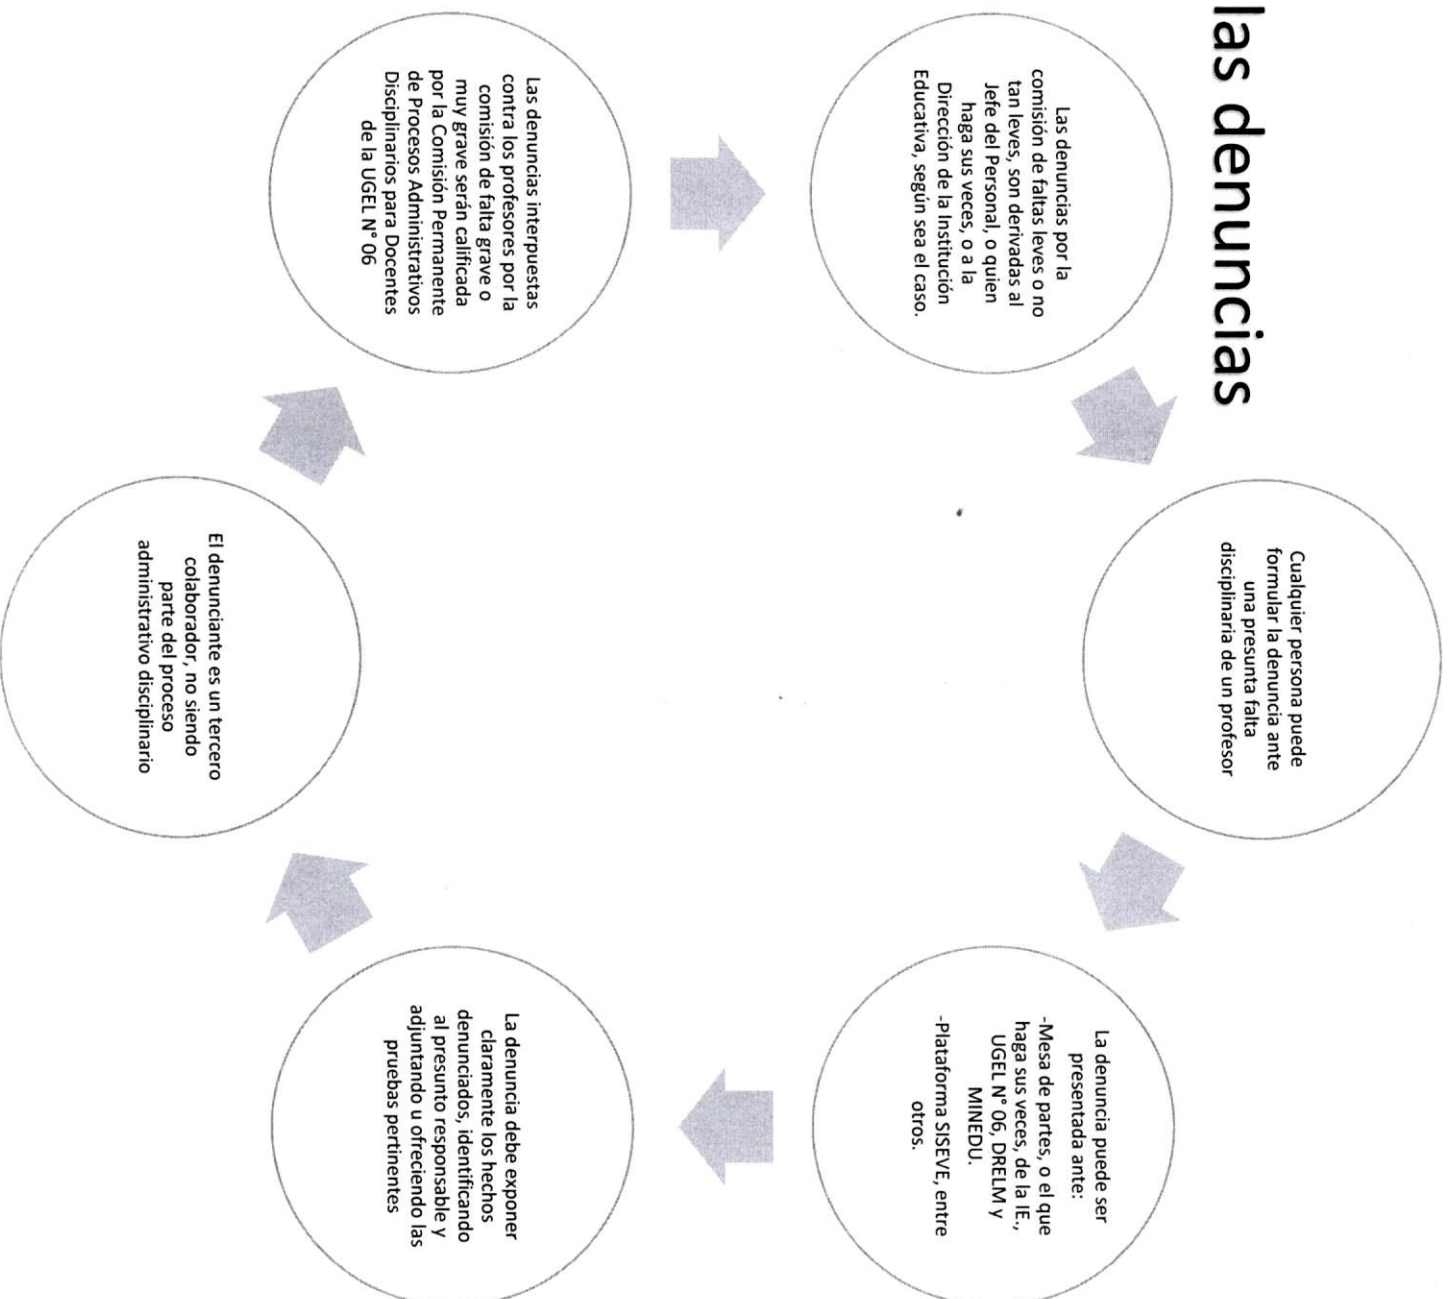 las denuncias
Cualquier persona puede
formular la denuncia ante
una presunta falta
disciplinaria de un profesor
La denuncia puede ser
presentada ante:
-Mesa de partes, o el que
haga sus veces, de la IE.,
UGEL N° 06, DRELM y
MINEDU.
-Plataforma SISEVE, entre
otros.
La denuncia debe exponer
claramente los hechos
denunciados, identificando
al presunto responsable y
adjuntando u ofreciendo las
pruebas pertinentes
El denunciante es un tercero
colaborador, no siendo
parte del proceso
administrativo disciplinario
Las denuncias interpuestas
contra los profesores por la
comisión de falta grave o
muy grave serán calificada
por la Comisión Permanente
de Procesos Administrativos
Disciplinarios para Docentes
de la UGEL N° 06
Las denuncias por la
comisión de faltas leves o no
tan leves, son derivadas al
Jefe del Personal, o quien
haga sus veces, o a la
Dirección de la Institución
Educativa, según sea el caso.